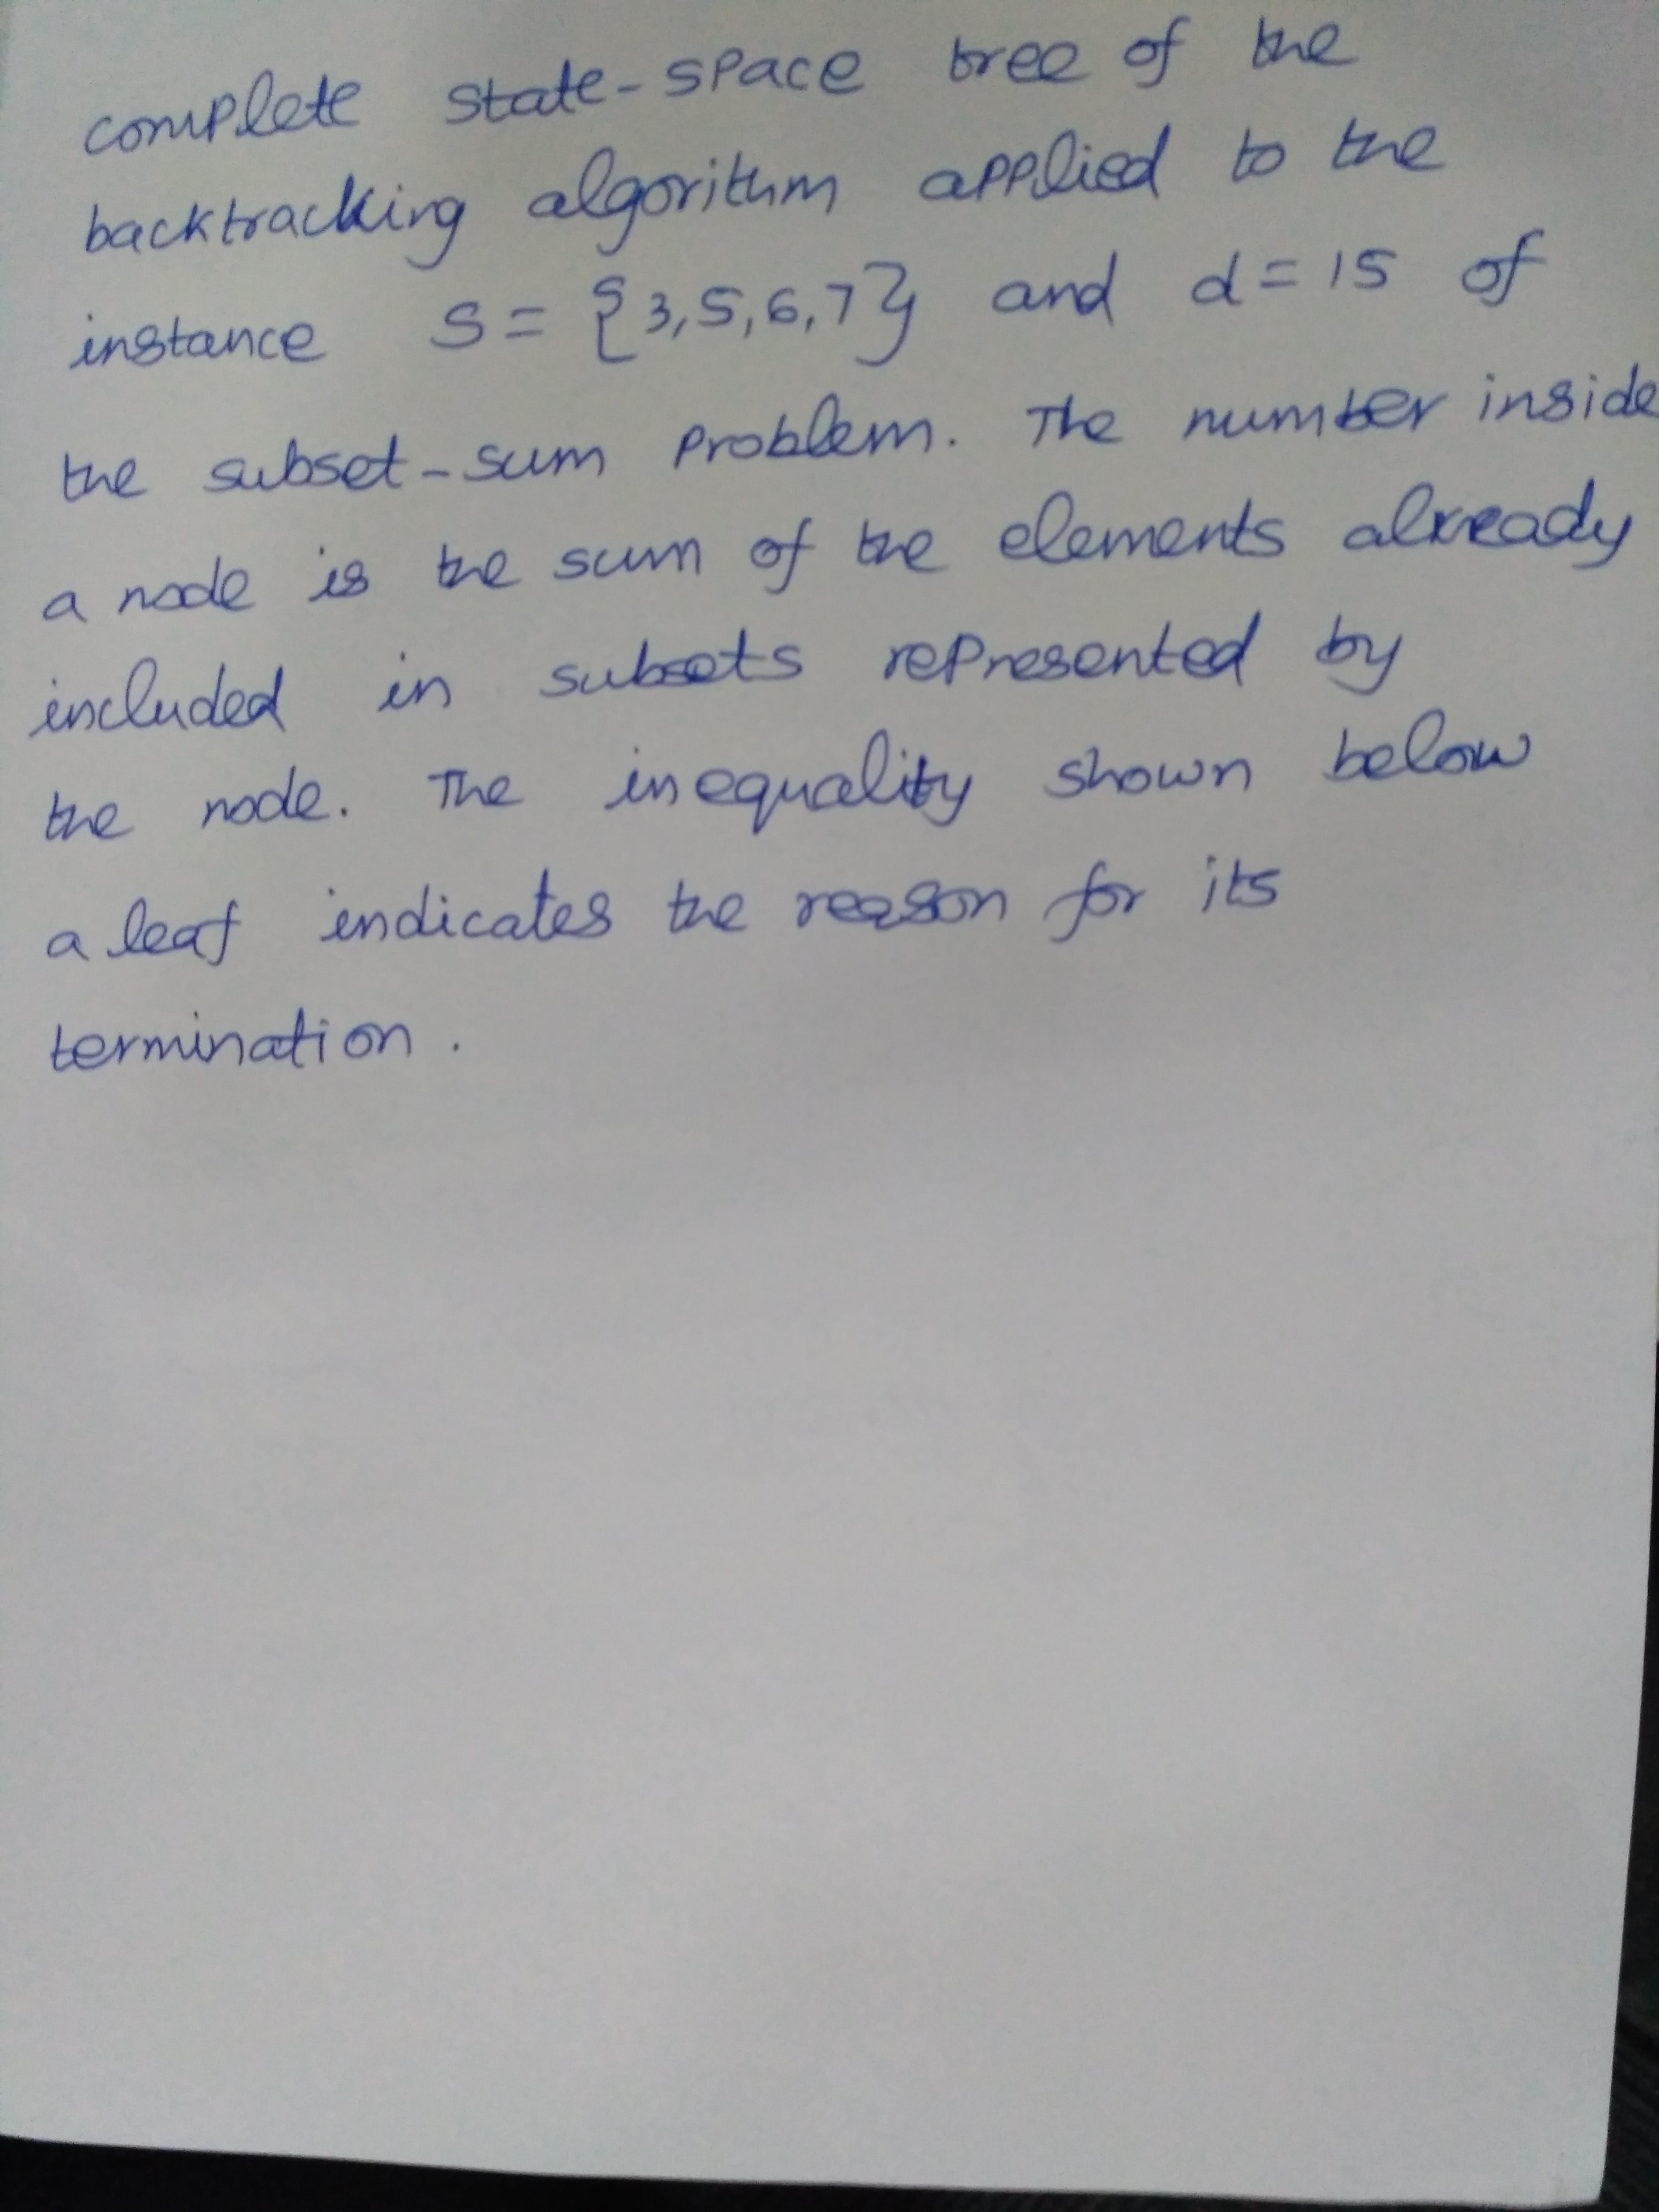 complete state-space tree of the
backtracking algorithm applied to the
instance S = {3,5,6,7} and d = 15 of
the subset-sum problem. The number inside
a node is the sum of the elements already
included in subsets represented by
the node. The inequality shown below
a leaf indicates the reason for its
termination.